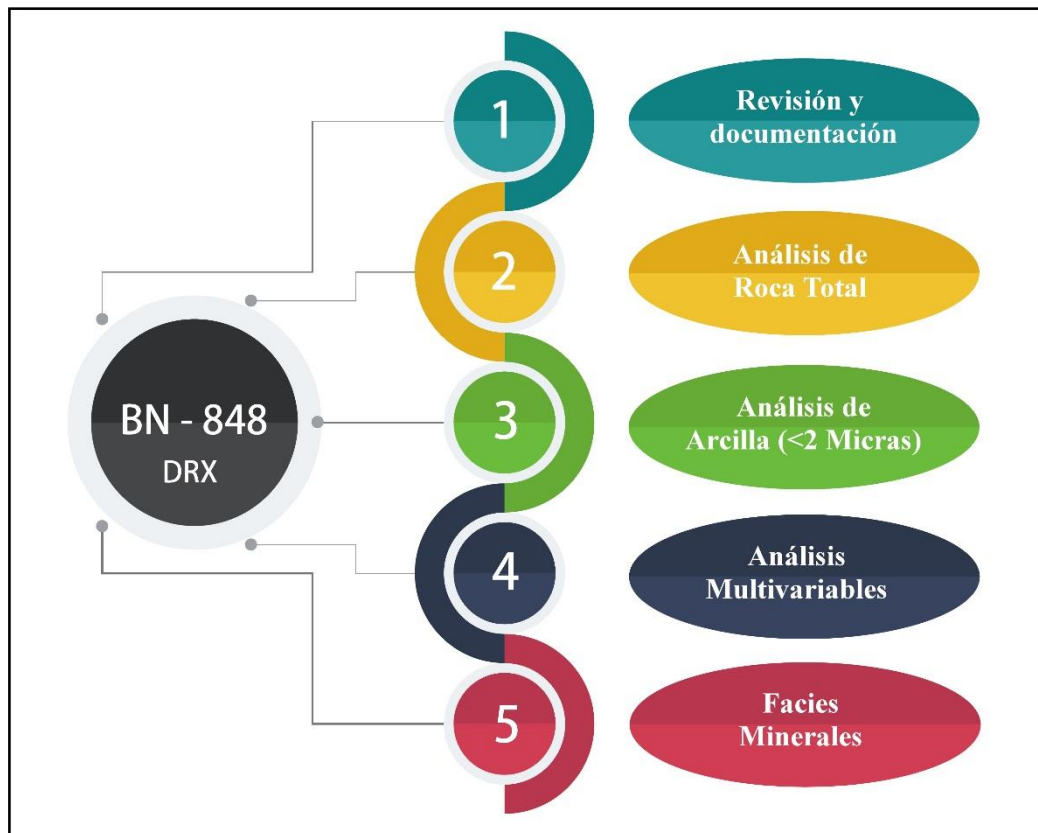 BN - 848
DRX
1
Revisión y
documentación
2
Análisis de
Roca Total
3
Análisis de
Arcilla (<2 Micras)
4
Análisis
Multivariables
5
Facies
Minerales